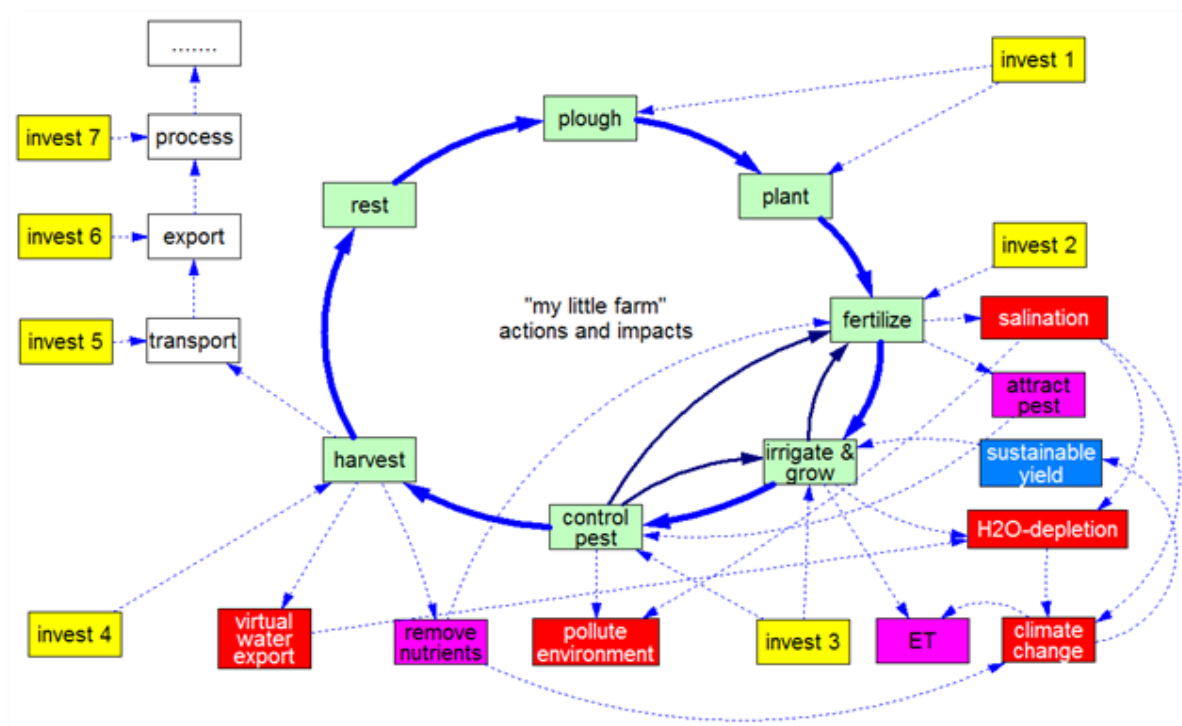 .......
invest 1
invest 7
process
plough
plant
rest
invest 6
export
invest 2
"my little farm"
actions and impacts
invest 5
transport
fertilize
salination
attract
pest
harvest
irrigate &
grow
sustainable
yield
control
pest
H2O-depletion
invest 4
virtual
water
export
remove
nutrients
pollute
environment
invest 3
ET
climate
change